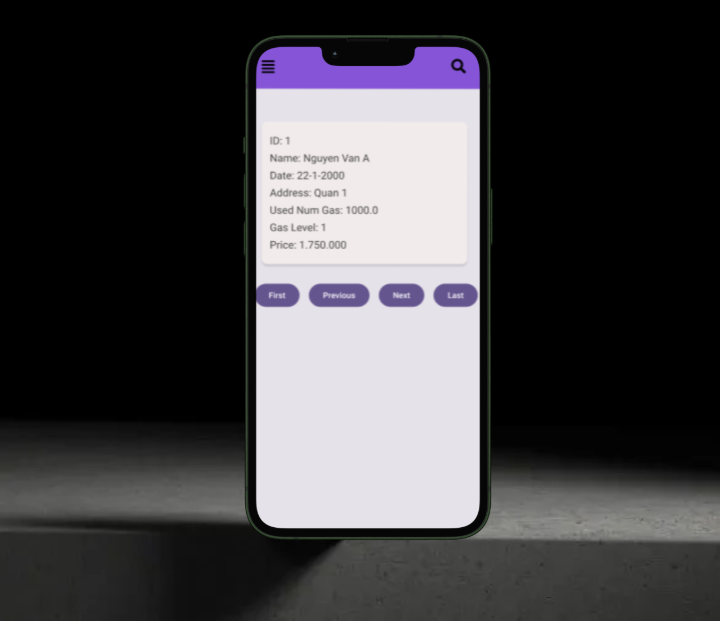 ID: 1
Name: Nguyen Van A
Date: 22-1-2000
Address: Quan 1
Used Num Gas: 1000.0
Gas Level: 1
Price: 1.750.000
First Previous Next Last